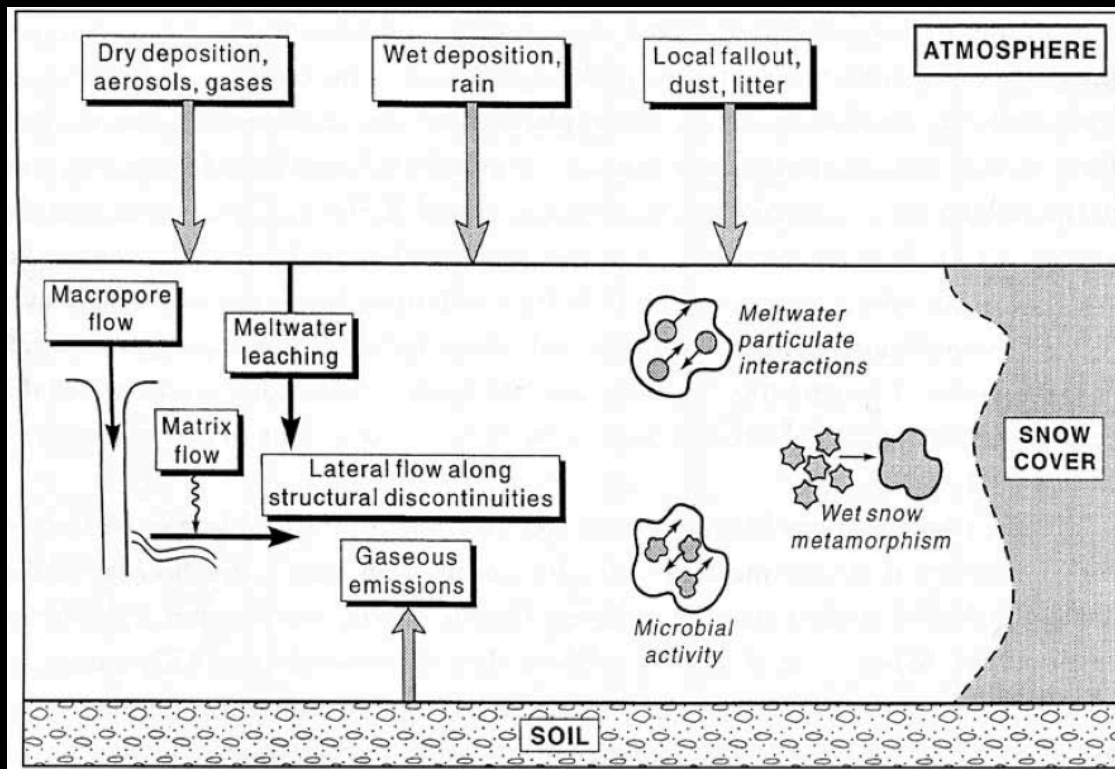 Dry deposition,
aerosols, gases
Wet deposition,
rain
Local fallout,
dust, litter
ATMOSPHERE
Macropore
flow
Meltwater
leaching
Matrix
flow
Lateral flow along
structural discontinuities
Gaseous
emissions
Meltwater
particulate
interactions
Wet snow
metamorphism
Microbial
activity
SNOW
COVER
SOIL